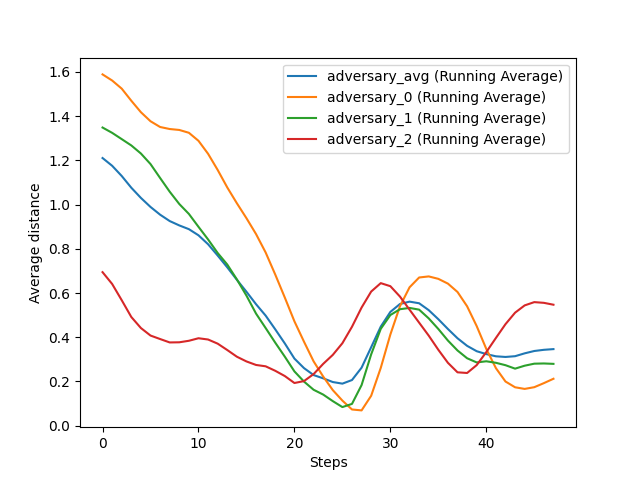 adversary_avg (Running Average)
adversary_0 (Running Average)
adversary_1 (Running Average)
adversary_2 (Running Average)
Average distance
1.6
1.4
1.2
1.0
0.8
0.6
0.4
0.2
0.0
0 10 20 30 40
Steps